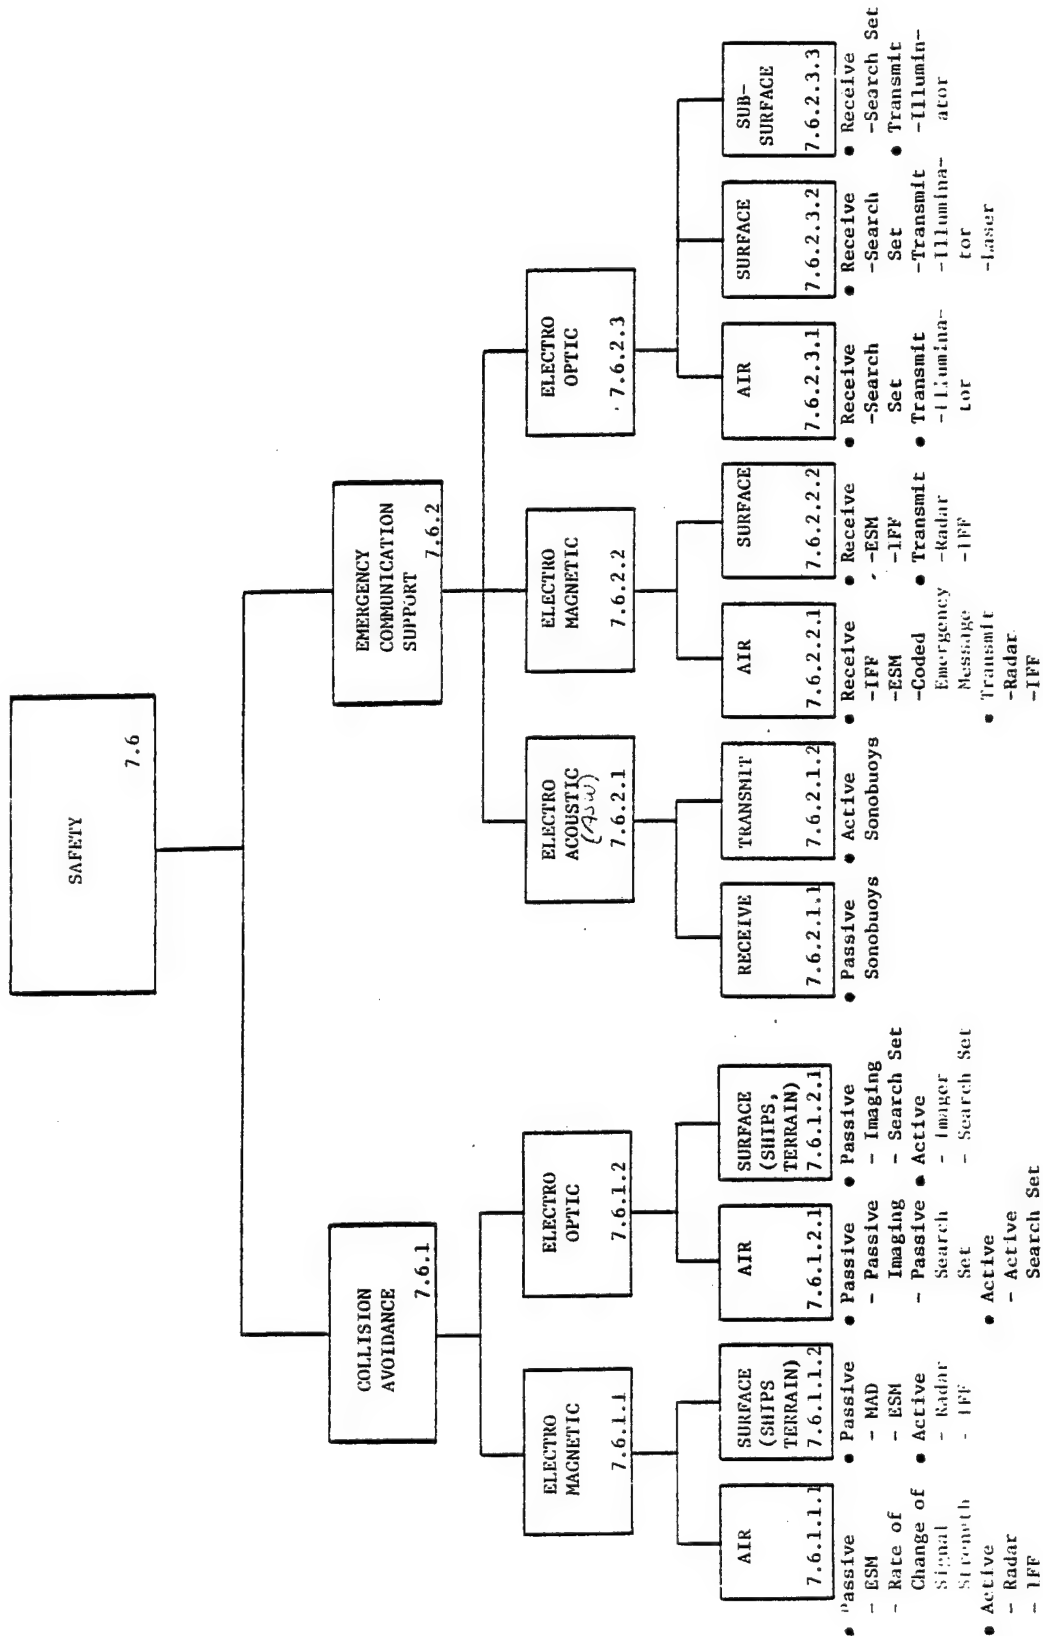 SAFETY
7.6
COLLISION
AVOIDANCE
7.6.1
EMERGENCY
COMMUNICATION
SUPPORT
7.6.2
ELECTRO
MAGNETIC
7.6.1.1
ELECTRO
OPTIC
7.6.1.2
ELECTRO
ACOUSTIC
(ASW)
7.6.2.1
ELECTRO
MAGNETIC
7.6.2.2
ELECTRO
OPTIC
7.6.2.3
AIR
7.6.1.1.1
• Passive
- ESM
- Rate of
Change of
Signal
Strength
• Active
- Radar
- IFF
SURFACE
(SHIPS
TERRAIN)
7.6.1.1.2
• Passive
- MAD
- ESM
• Active
- Radar
- IFF
AIR
7.6.1.2.1
• Passive
- Passive
Imaging
- Passive
Search
Set
• Active
- Active
Search Set
SURFACE
(SHIPS,
TERRAIN)
7.6.1.2.1
• Passive
- Imaging
- Search Set
• Active
- Imager
- Search Set
RECEIVE
7.6.2.1.1
• Passive
Sonobuoys
TRANSMIT
7.6.2.1.2
• Active
Sonobuoys
AIR
7.6.2.2.1
• Receive
-IFF
-ESM
-Coded
Emergency
Message
• Transmit
-Radar
-IFF
SURFACE
7.6.2.2.2
• Receive
-ESM
-IFF
• Transmit
-Radar
-IFF
AIR
7.6.2.3.1
• Receive
-Search
Set
• Transmit
-Illumina-
tor
SURFACE
7.6.2.3.2
• Receive
-Search
Set
-Transmit
-Illumina-
tor
-Laser
SUB-
SURFACE
7.6.2.3.3
• Receive
-Search Set
• Transmit
-Illumin-
ator